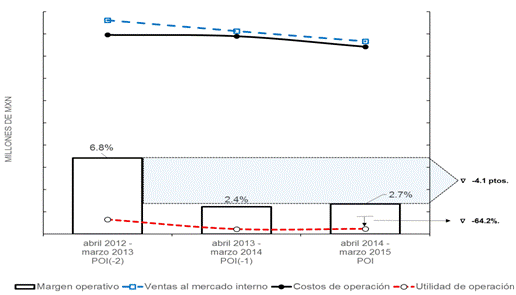 MILLONES DE MXN
6.8%
2.4%
2.7%
∇ -4.1 ptos.
∇ -64.2%.
abril 2012 - marzo 2013 POI(-2)
abril 2013 - marzo 2014 POI(-1)
abril 2014 - marzo 2015 POI
Margen operativo
Ventas al mercado interno
Costos de operación
Utilidad de operación